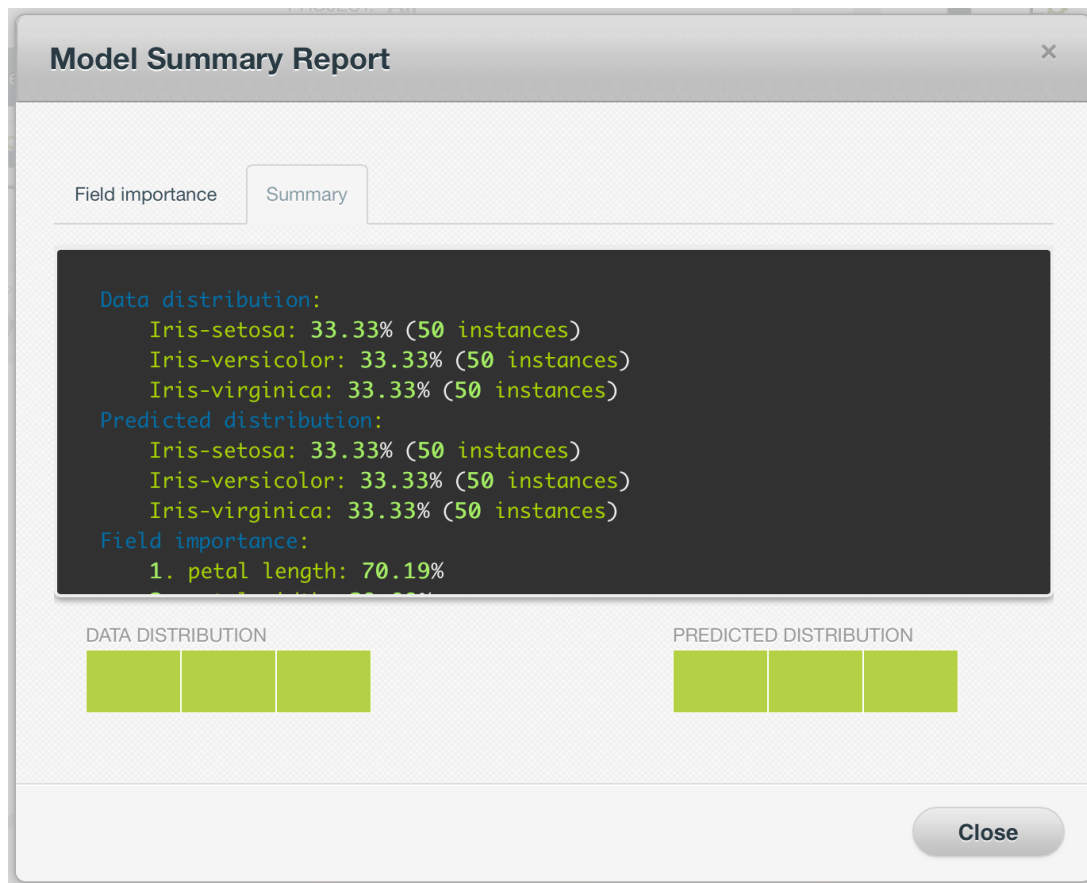 Model Summary Report
×
Field importance
Summary
Data distribution:
Iris-setosa: 33.33% (50 instances)
Iris-versicolor: 33.33% (50 instances)
Iris-virginica: 33.33% (50 instances)
Predicted distribution:
Iris-setosa: 33.33% (50 instances)
Iris-versicolor: 33.33% (50 instances)
Iris-virginica: 33.33% (50 instances)
Field importance:
1. petal length: 70.19%
DATA DISTRIBUTION
PREDICTED DISTRIBUTION
Close